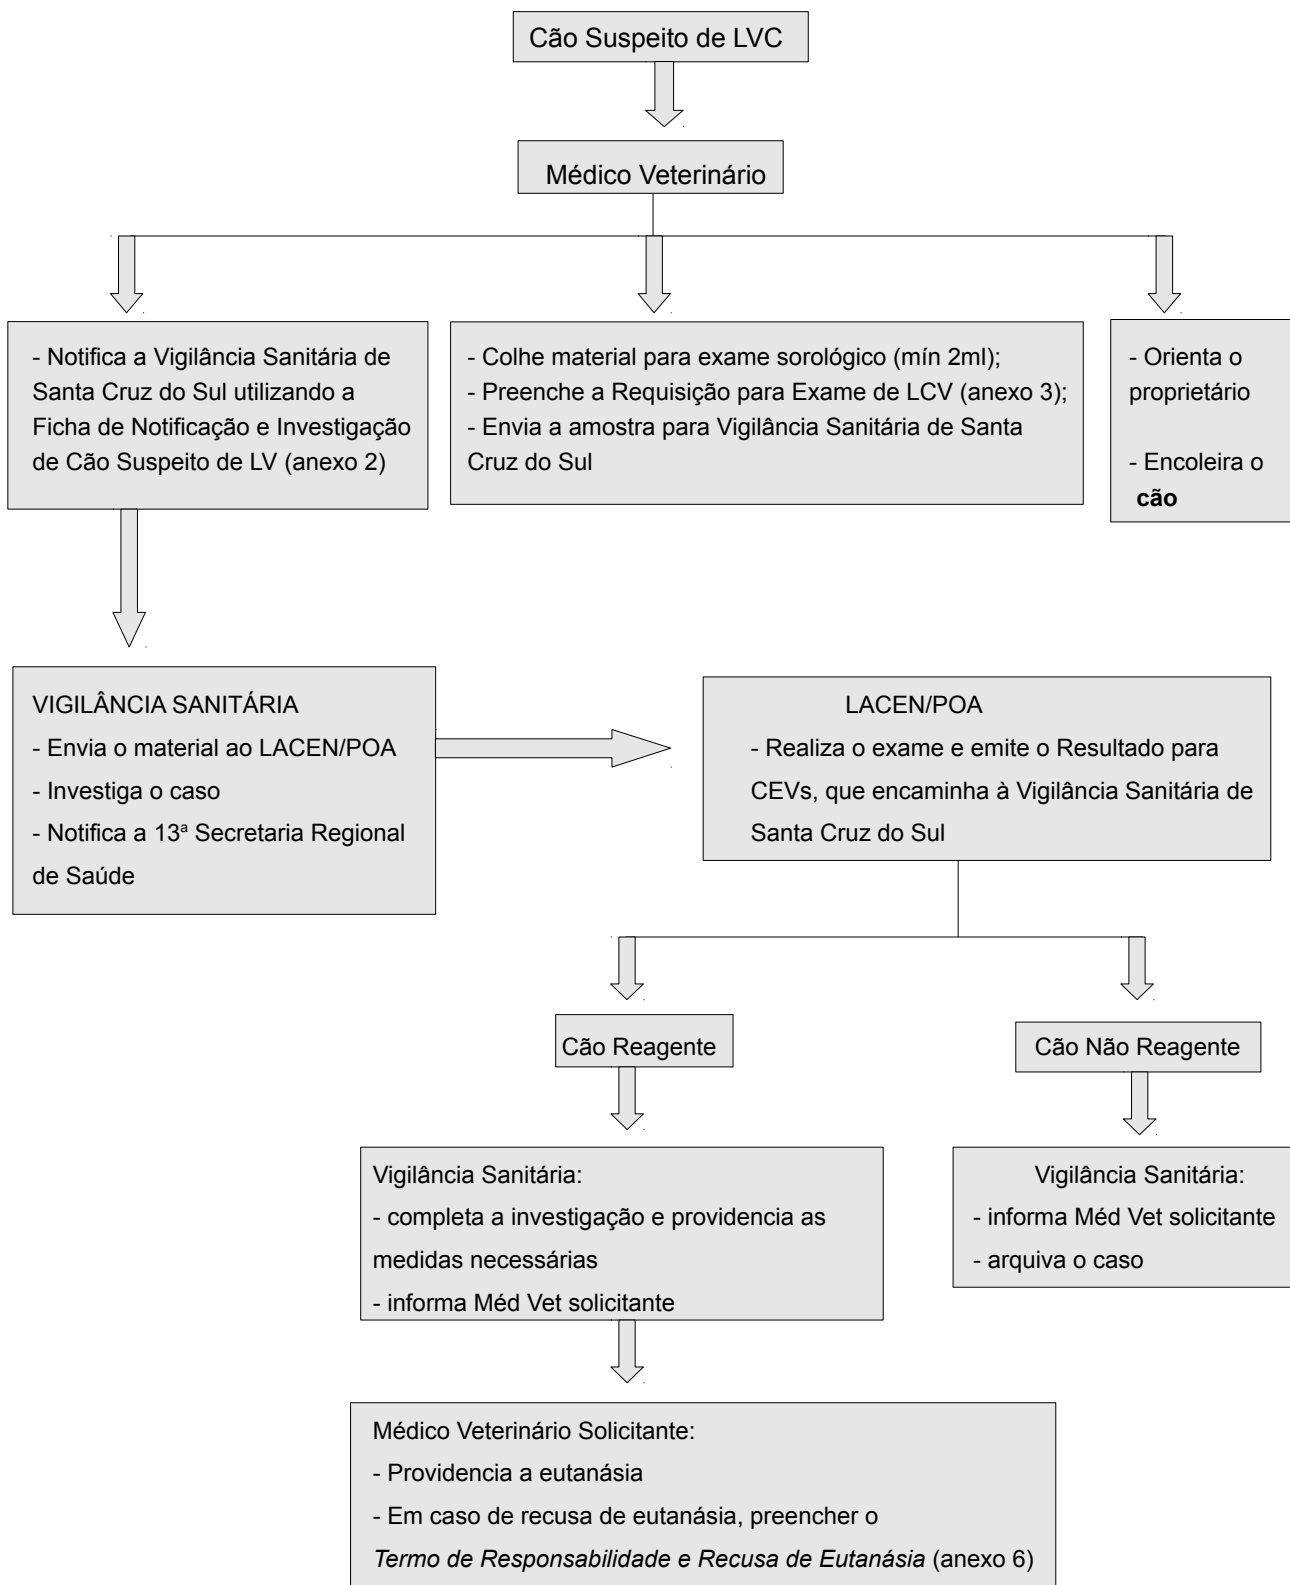 Cão Suspeito de LVC
Médico Veterinário
- Notifica a Vigilância Sanitária de
Santa Cruz do Sul utilizando a
Ficha de Notificação e Investigação
de Cão Suspeito de LV (anexo 2)
- Colhe material para exame sorológico (mín 2ml);
- Preenche a Requisição para Exame de LCV (anexo 3);
- Envia a amostra para Vigilância Sanitária de Santa
Cruz do Sul
- Orienta o
proprietário
- Encoleira o
cão
VIGILÂNCIA SANITÁRIA
- Envia o material ao LACEN/POA
- Investiga o caso
- Notifica a 13ª Secretaria Regional
de Saúde
LACEN/POA
- Realiza o exame e emite o Resultado para
CEVs, que encaminha à Vigilância Sanitária de
Santa Cruz do Sul
Cão Reagente
Cão Não Reagente
Vigilância Sanitária:
- completa a investigação e providencia as
medidas necessárias
- informa Méd Vet solicitante
Vigilância Sanitária:
- informa Méd Vet solicitante
- arquiva o caso
Médico Veterinário Solicitante:
- Providencia a eutanásia
- Em caso de recusa de eutanásia, preencher o
Termo de Responsabilidade e Recusa de Eutanásia (anexo 6)